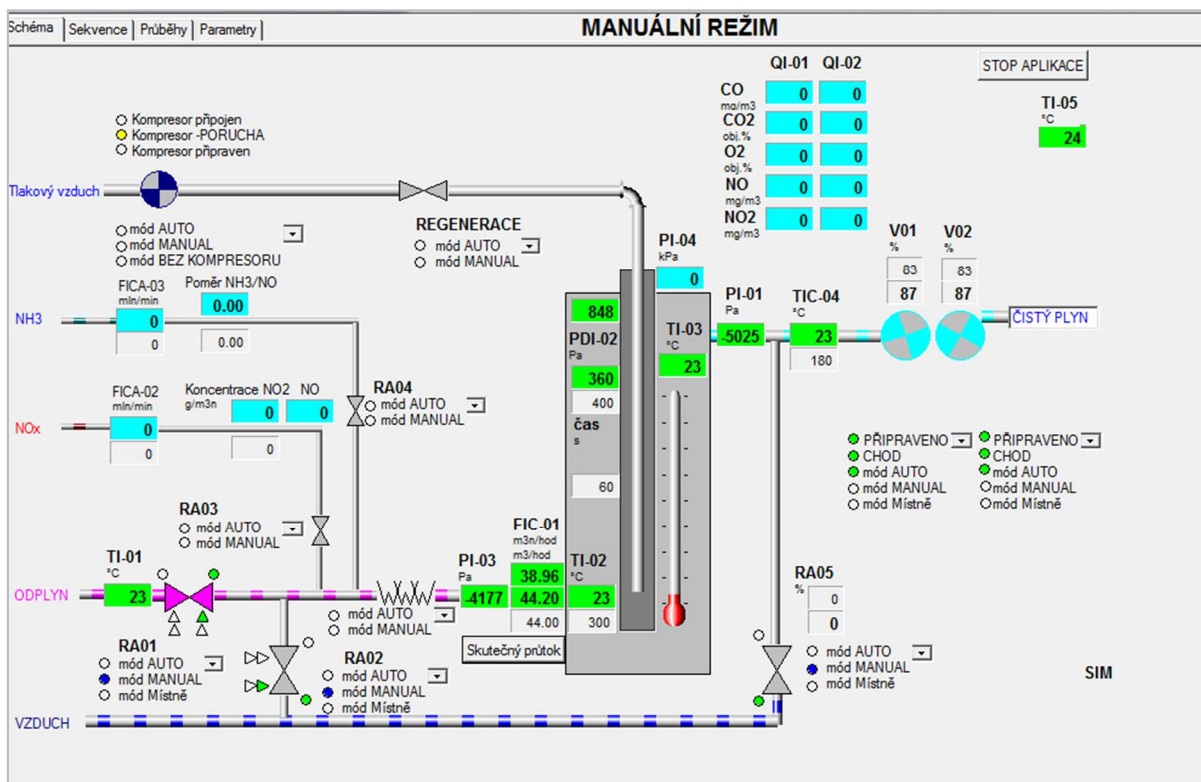 Schéma Sekvence Průběhy Parametry
MANUÁLNÍ REŽIM
STOP APLIKACE
QI-01 QI-02
CO 0 0
mg/m3
CO2 0 0
obj.%
O2 0 0
obj.%
NO 0 0
mg/m3
NO2 0 0
mg/m3
TI-05
°C
24
Kompresor připojen
Kompresor -PORUCHA
Kompresor připraven
Tlakový vzduch
mód AUTO
mód MANUAL
mód BEZ KOMPRESORU
REGENERACE
mód AUTO
mód MANUAL
FICA-03
mln/min
0
0
Poměr NH3/NO
0.00
0.00
NH3
FICA-02
mln/min
0
0
Koncentrace NO2 NO
g/m3n
0 0
0
NOx
RA04
mód AUTO
mód MANUAL
RA03
mód AUTO
mód MANUAL
848
PDI-02
Pa
360
400
čas
s
60
PI-04
kPa
0
TI-03
°C
23
PI-01
Pa
-5025
TIC-04
°C
23
180
V01 V02
% %
83 83
87 87
ČISTÝ PLYN
PŘIPRAVENO
CHOD
mód AUTO
mód MANUAL
mód Místně
PŘIPRAVENO
CHOD
mód AUTO
mód MANUAL
mód Místně
TI-01
°C
23
ODPLYN
mód AUTO
mód MANUAL
PI-03
Pa
-4177
FIC-01
m3n/hod
m3/hod
38.96
44.20
44.00
Skutečný průtok
TI-02
°C
23
300
RA01
mód AUTO
mód MANUAL
mód Místně
RA02
mód AUTO
mód MANUAL
mód Místně
RA05
%
0
0
mód AUTO
mód MANUAL
mód Místně
SIM
VZDUCH